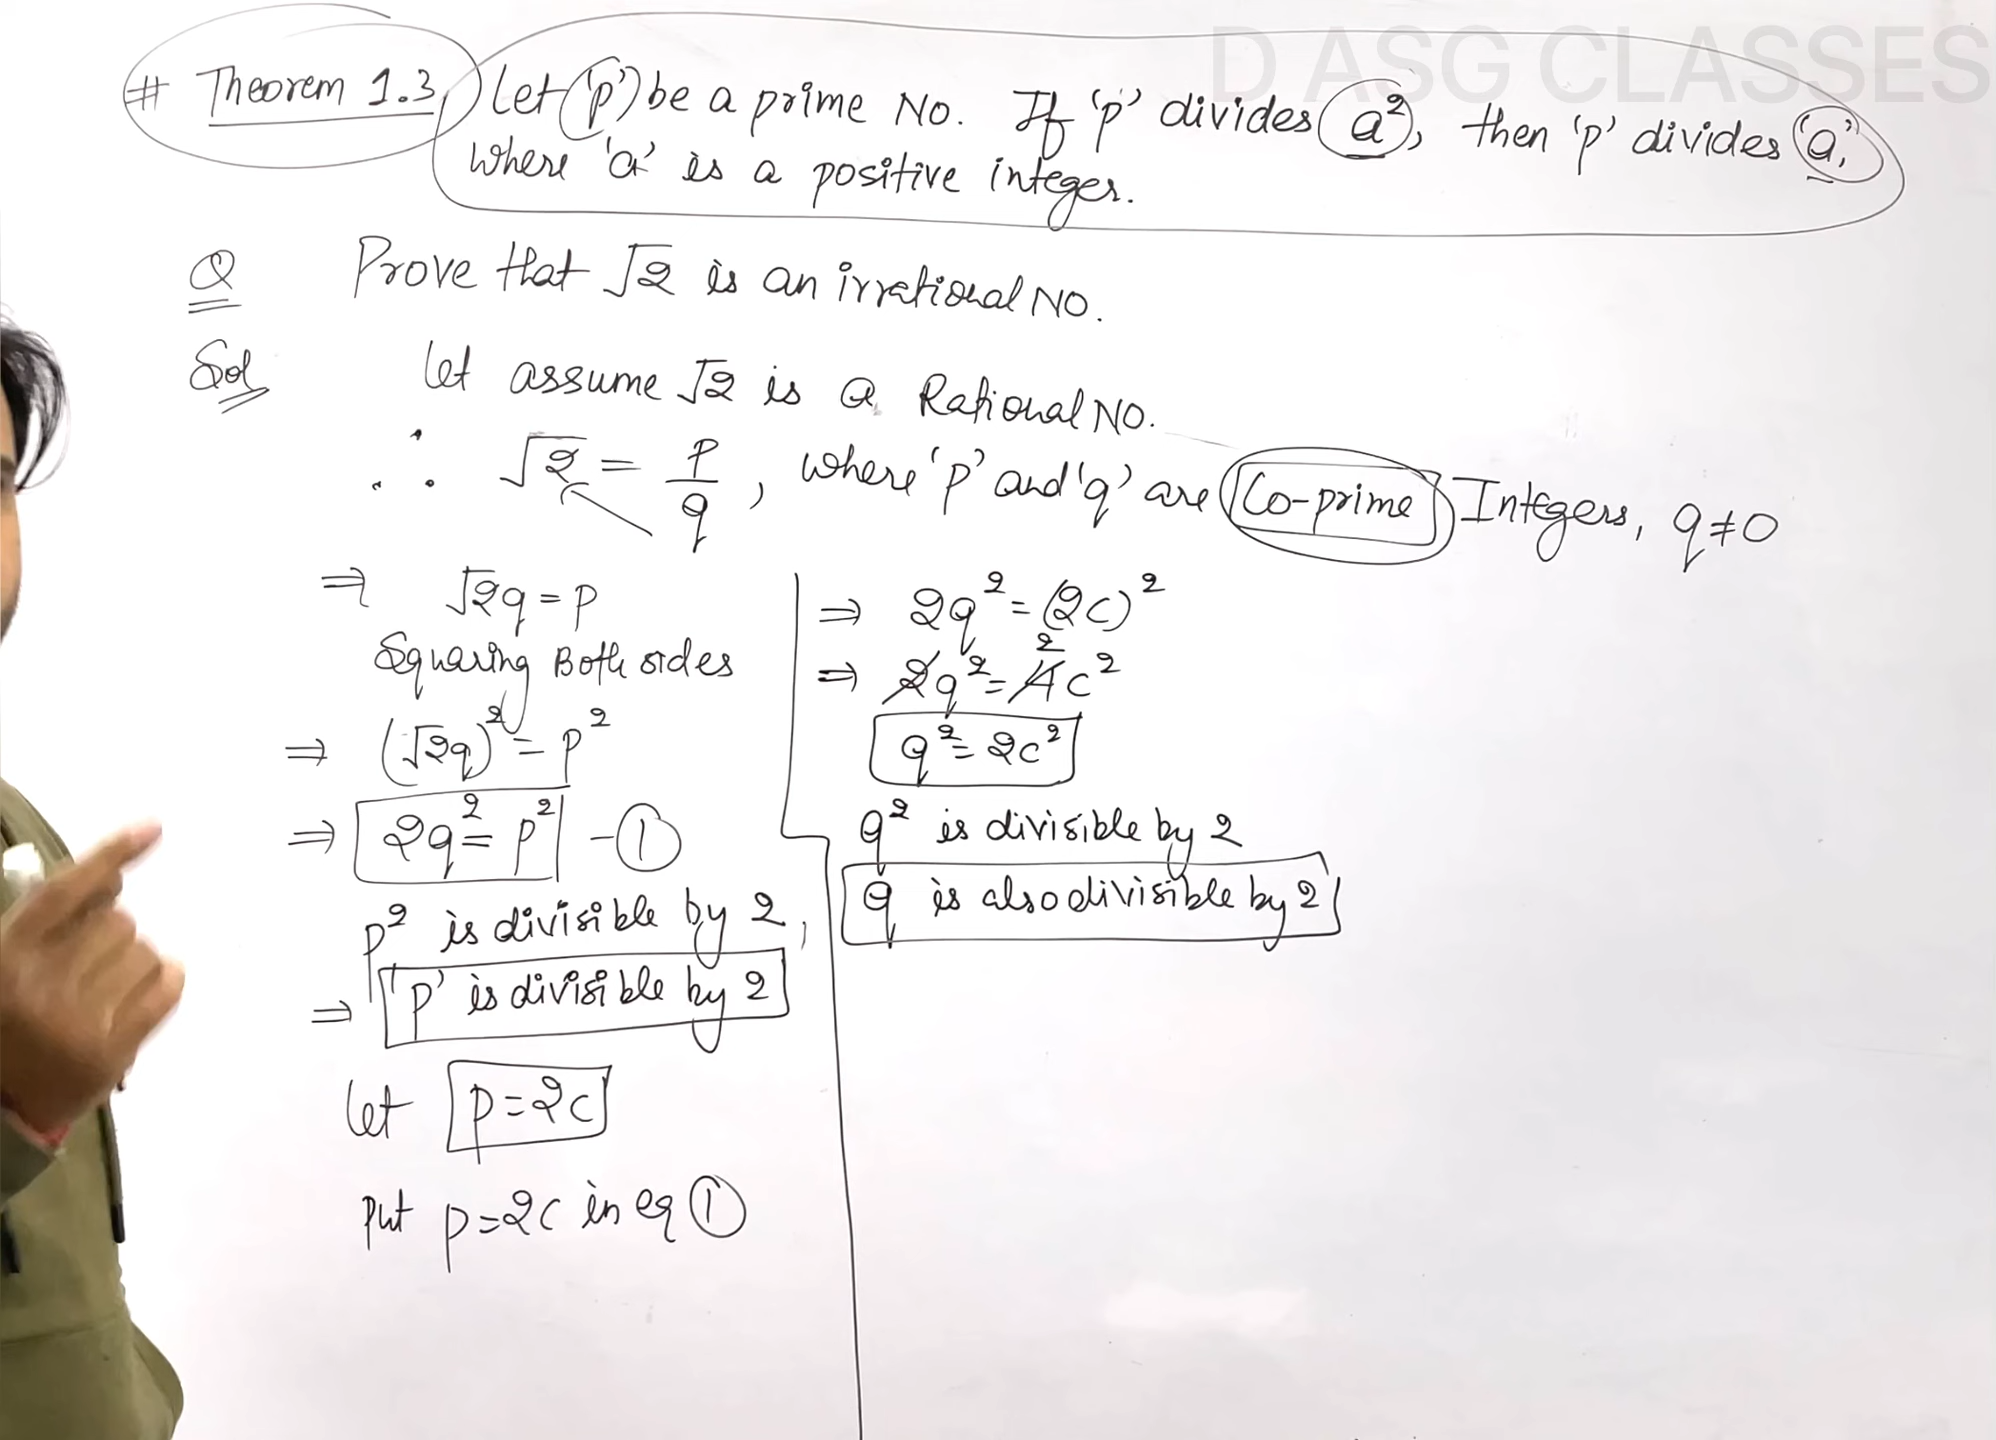 D ASG CLASSES
# Theorem 1.3, Let 'p' be a prime No. If 'p' divides a², then 'p' divides 'a',
where 'a' is a positive integer.
Q Prove that √2 is an irrational NO.
Sol Let assume √2 is a Rational NO.
∴ √2 = p/q, where 'p' and 'q' are Co-prime Integers, q≠0
⇒ √2q = p
Squaring Both sides
⇒ (√2q)² = p²
⇒ 2q² = p² – ①
p² is divisible by 2,
⇒ 'p' is divisible by 2
Let p=2c
Put p=2c in eq ①
⇒ 2q² = (2c)²
2
⇒ 2q² = 4c²
q² = 2c²
q² is divisible by 2
q is also divisible by 2